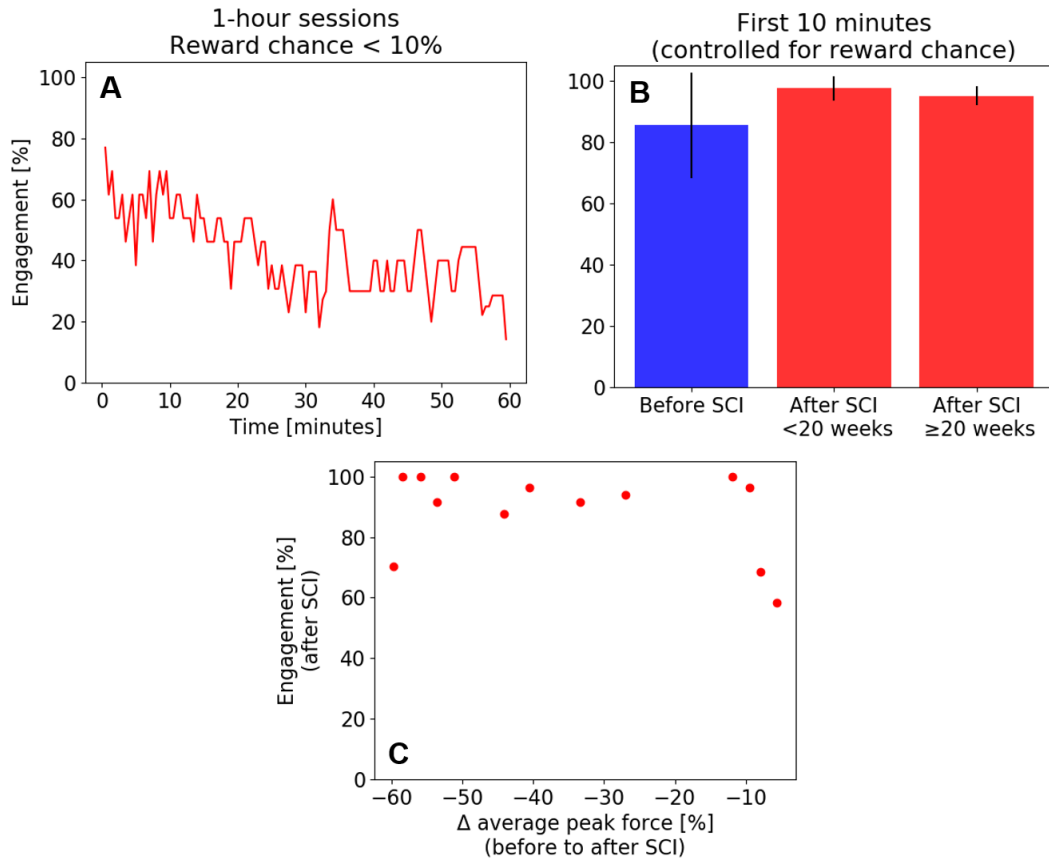 1-hour sessions
Reward chance < 10%
A
Engagement [%]
100
80
60
40
20
0
0 10 20 30 40 50 60
Time [minutes]
First 10 minutes
(controlled for reward chance)
B
100
80
60
40
20
0
Before SCI
After SCI
<20 weeks
After SCI
≥20 weeks
C
Engagement [%]
(after SCI)
100
80
60
40
20
0
−60 −50 −40 −30 −20 −10
Δ average peak force [%]
(before to after SCI)